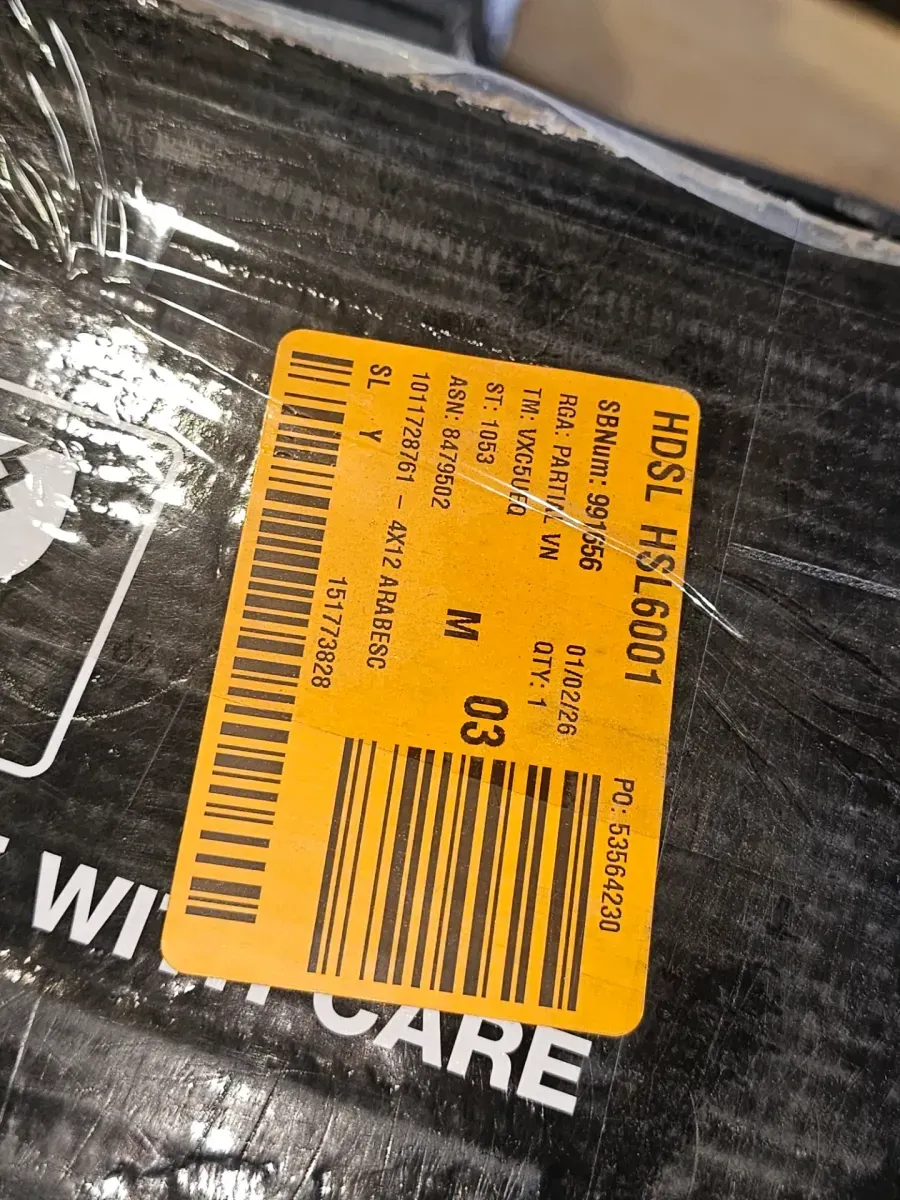 HDSL HSL6001
PO: 53564230
SBNum: 991656
01/02/26
RGA: PARTIAL VN
QTY: 1
TM: VXC5UEQ
ST: 1053
M 03
ASN: 8479502
1011728761 - 4X12 ARABESC
SL Y
151773828
WITH CARE